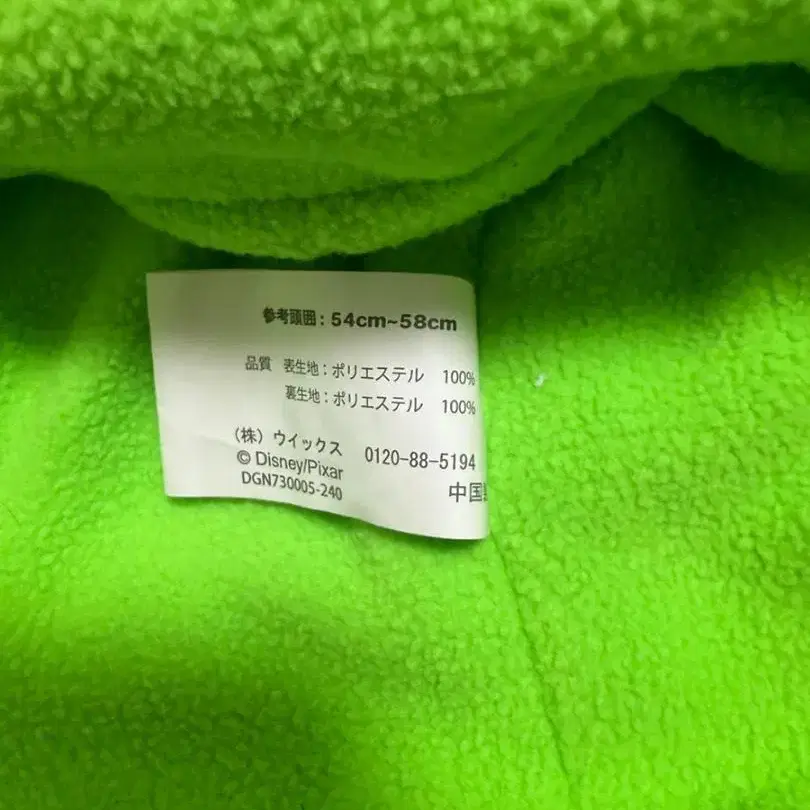 参考頭囲：54cm~58cm
品質 表生地：ポリエステル 100%
裏生地：ポリエステル 100%
（株）ウイックス 0120-88-5194
© Disney/Pixar
DGN730005-240
中国